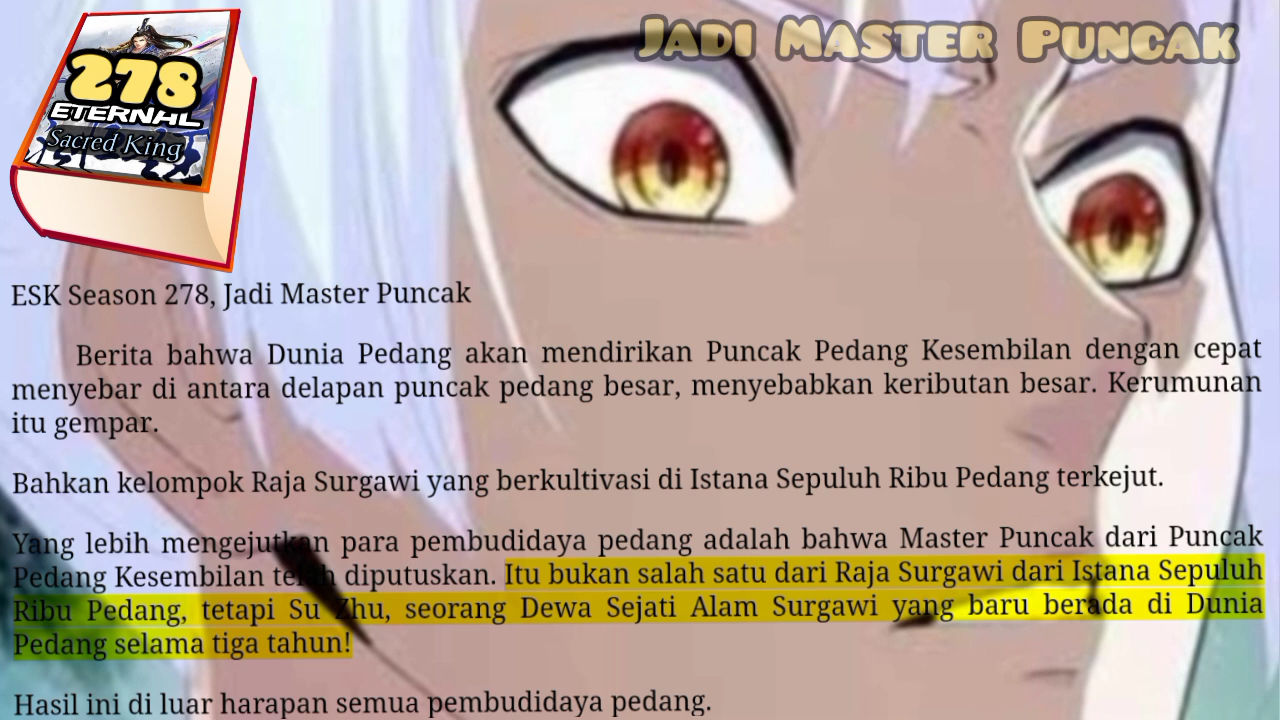 Jadi Master Puncak
278
ETERNAL
Sacred King
ESK Season 278, Jadi Master Puncak
Berita bahwa Dunia Pedang akan mendirikan Puncak Pedang Kesembilan dengan cepat
menyebar di antara delapan puncak pedang besar, menyebabkan keributan besar. Kerumunan
itu gempar.
Bahkan kelompok Raja Surgawi yang berkultivasi di Istana Sepuluh Ribu Pedang terkejut.
Yang lebih mengejutkan para pembudidaya pedang adalah bahwa Master Puncak dari Puncak
Pedang Kesembilan telah diputuskan. Itu bukan salah satu dari Raja Surgawi dari Istana Sepuluh
Ribu Pedang, tetapi Su Zhu, seorang Dewa Sejati Alam Surgawi yang baru berada di Dunia
Pedang selama tiga tahun!
Hasil ini di luar harapan semua pembudidaya pedang.